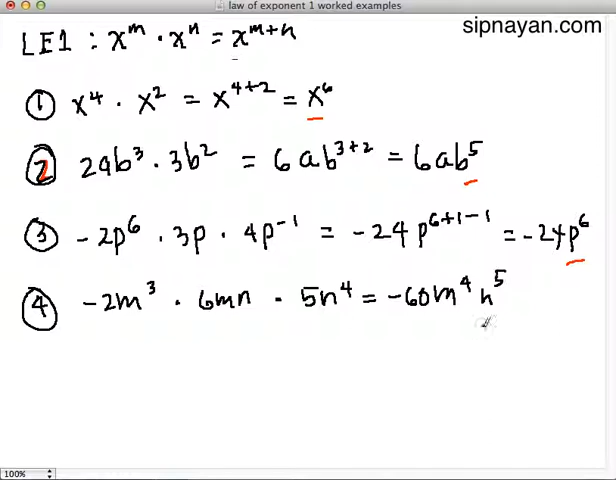 law of exponent 1 worked examples
sipnayan.com
LE1 : x^m · x^n = x^{m+n}
① x^4 · x^2 = x^{4+2} = x^6
② 2ab^3 · 3b^2 = 6ab^{3+2} = 6ab^5
③ -2p^6 · 3p · 4p^{-1} = -24p^{6+1-1} = -24p^6
④ -2m^3 · 6mn · 5n^4 = -60m^4 n^5
100%